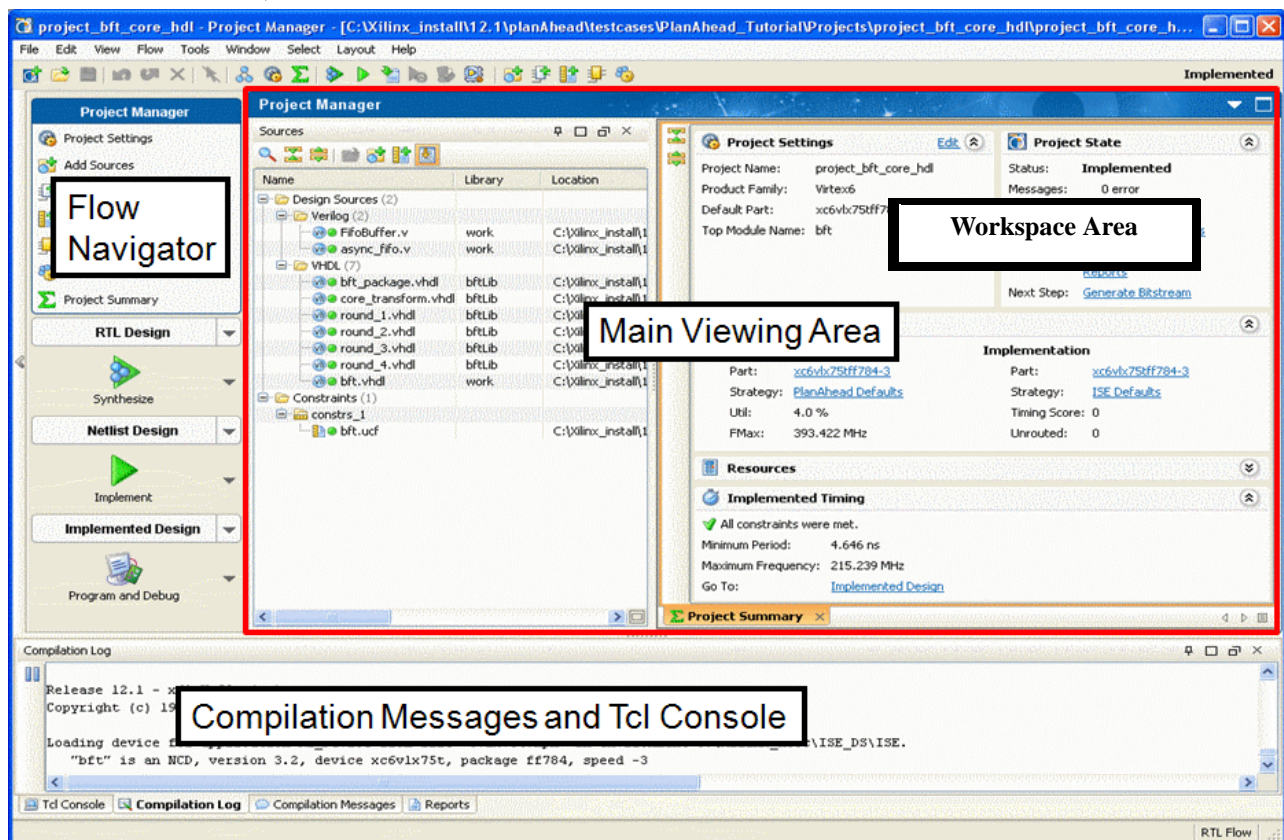 project_bft_core_hdl - Project Manager - [C:\Xilinx_install\12.1\planAhead\testcases\PlanAhead_Tutorial\Projects\project_bft_core_hdl\project_bft_core_h...
File Edit View Flow Tools Window Select Layout Help
Implemented
Project Manager
Project Settings
Add Sources
Flow
Navigator
Project Summary
RTL Design
Synthesize
Netlist Design
Implement
Implemented Design
Program and Debug
Project Manager
Sources
Name Library Location
Design Sources (2)
Verilog (2)
FifoBuffer.v work C:\Xilinx_install\1
async_fifo.v work C:\Xilinx_install\1
VHDL (7)
bft_package.vhdl bftLib C:\Xilinx_install\1
core_transform.vhdl bftLib C:\Xilinx_install\1
round_1.vhdl bftLib
round_2.vhdl bftLib
round_3.vhdl bftLib
round_4.vhdl bftLib C:\Xilinx_install\1
bft.vhdl work C:\Xilinx_install\1
Constraints (1)
constrs_1
bft.ucf C:\Xilinx_install\1
Main Viewing Area
Project Settings Edit
Project Name: project_bft_core_hdl
Product Family: Virtex6
Default Part:
Top Module Name: bft
Project State
Status: Implemented
Messages: 0 error
Workspace Area
Reports
Next Step: Generate Bitstream
Implementation
Part: xc6vlx75tff784-3 Part: xc6vlx75tff784-3
Strategy: PlanAhead Defaults Strategy: ISE Defaults
Util: 4.0 % Timing Score: 0
FMax: 393.422 MHz Unrouted: 0
Resources
Implemented Timing
All constraints were met.
Minimum Period: 4.646 ns
Maximum Frequency: 215.239 MHz
Go To: Implemented Design
Project Summary
Compilation Log
Release 12.1 -
Copyright (c)
Compilation Messages and Tcl Console
Loading device \ISE_DS\ISE.
"bft" is an NCD, version 3.2, device xc6vlx75t, package ff784, speed -3
Tcl Console Compilation Log Compilation Messages Reports
RTL Flow